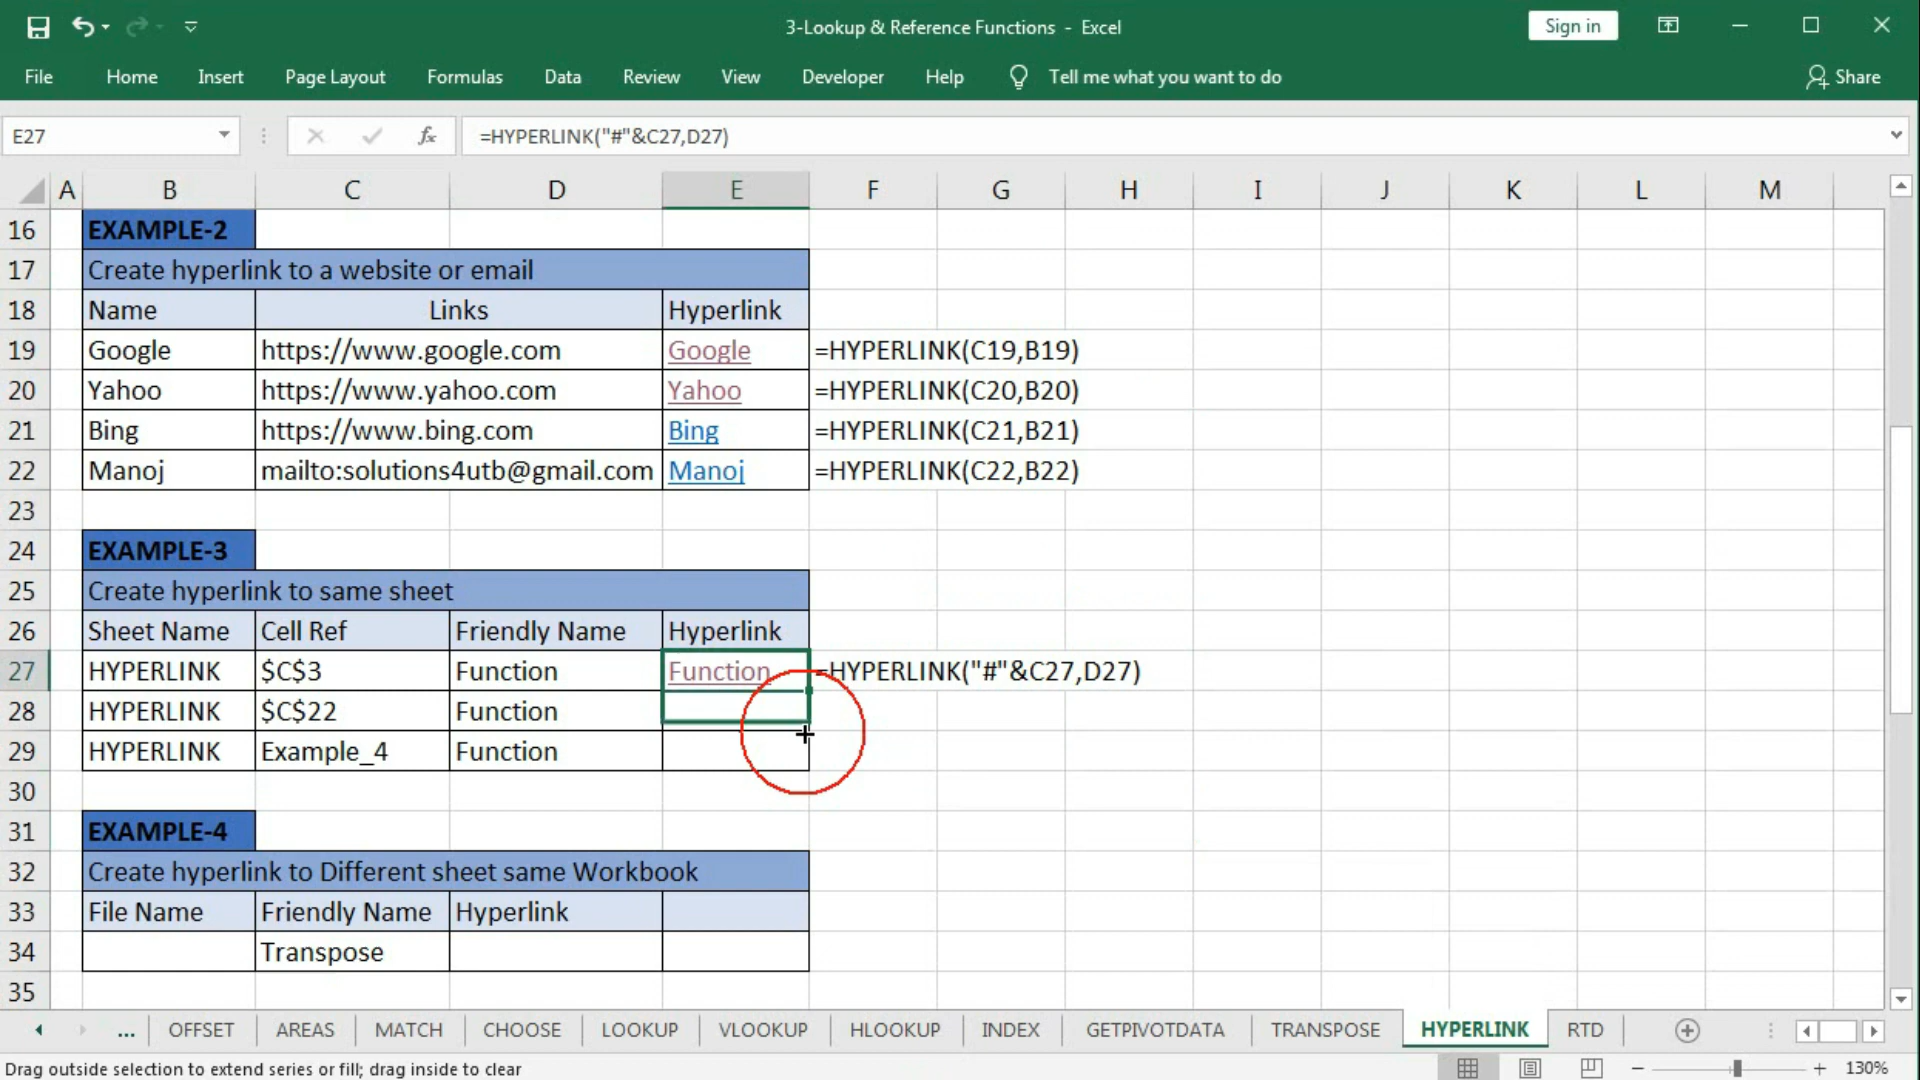 3-Lookup & Reference Functions - Excel
Sign in
File Home Insert Page Layout Formulas Data Review View Developer Help Tell me what you want to do Share
E27 fx =HYPERLINK("#"&C27,D27)
A B C D E F G H I J K L M
16 EXAMPLE-2
17 Create hyperlink to a website or email
18 Name Links Hyperlink
19 Google https://www.google.com Google =HYPERLINK(C19,B19)
20 Yahoo https://www.yahoo.com Yahoo =HYPERLINK(C20,B20)
21 Bing https://www.bing.com Bing =HYPERLINK(C21,B21)
22 Manoj mailto:solutions4utb@gmail.com Manoj =HYPERLINK(C22,B22)
23
24 EXAMPLE-3
25 Create hyperlink to same sheet
26 Sheet Name Cell Ref Friendly Name Hyperlink
27 HYPERLINK $C$3 Function Function =HYPERLINK("#"&C27,D27)
28 HYPERLINK $C$22 Function
29 HYPERLINK Example_4 Function
30
31 EXAMPLE-4
32 Create hyperlink to Different sheet same Workbook
33 File Name Friendly Name Hyperlink
34 Transpose
35
... OFFSET AREAS MATCH CHOOSE LOOKUP VLOOKUP HLOOKUP INDEX GETPIVOTDATA TRANSPOSE HYPERLINK RTD
Drag outside selection to extend series or fill; drag inside to clear 130%